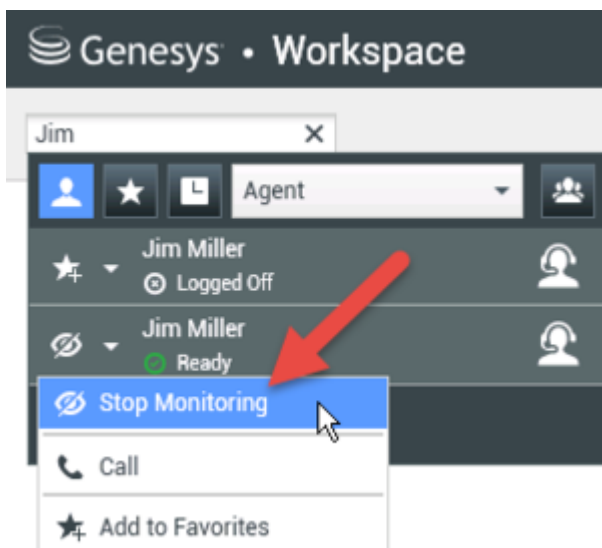 Genesys • Workspace
Jim
Agent
Jim Miller
Logged Off
Jim Miller
Ready
Stop Monitoring
Call
Add to Favorites